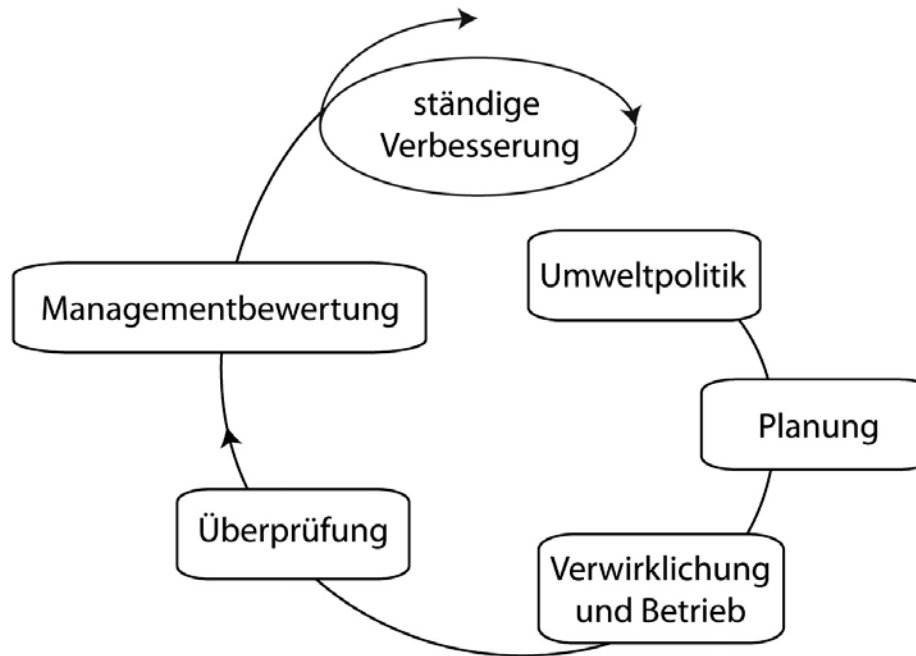 ständige
Verbesserung
Umweltpolitik
Managementbewertung
Planung
Überprüfung
Verwirklichung
und Betrieb